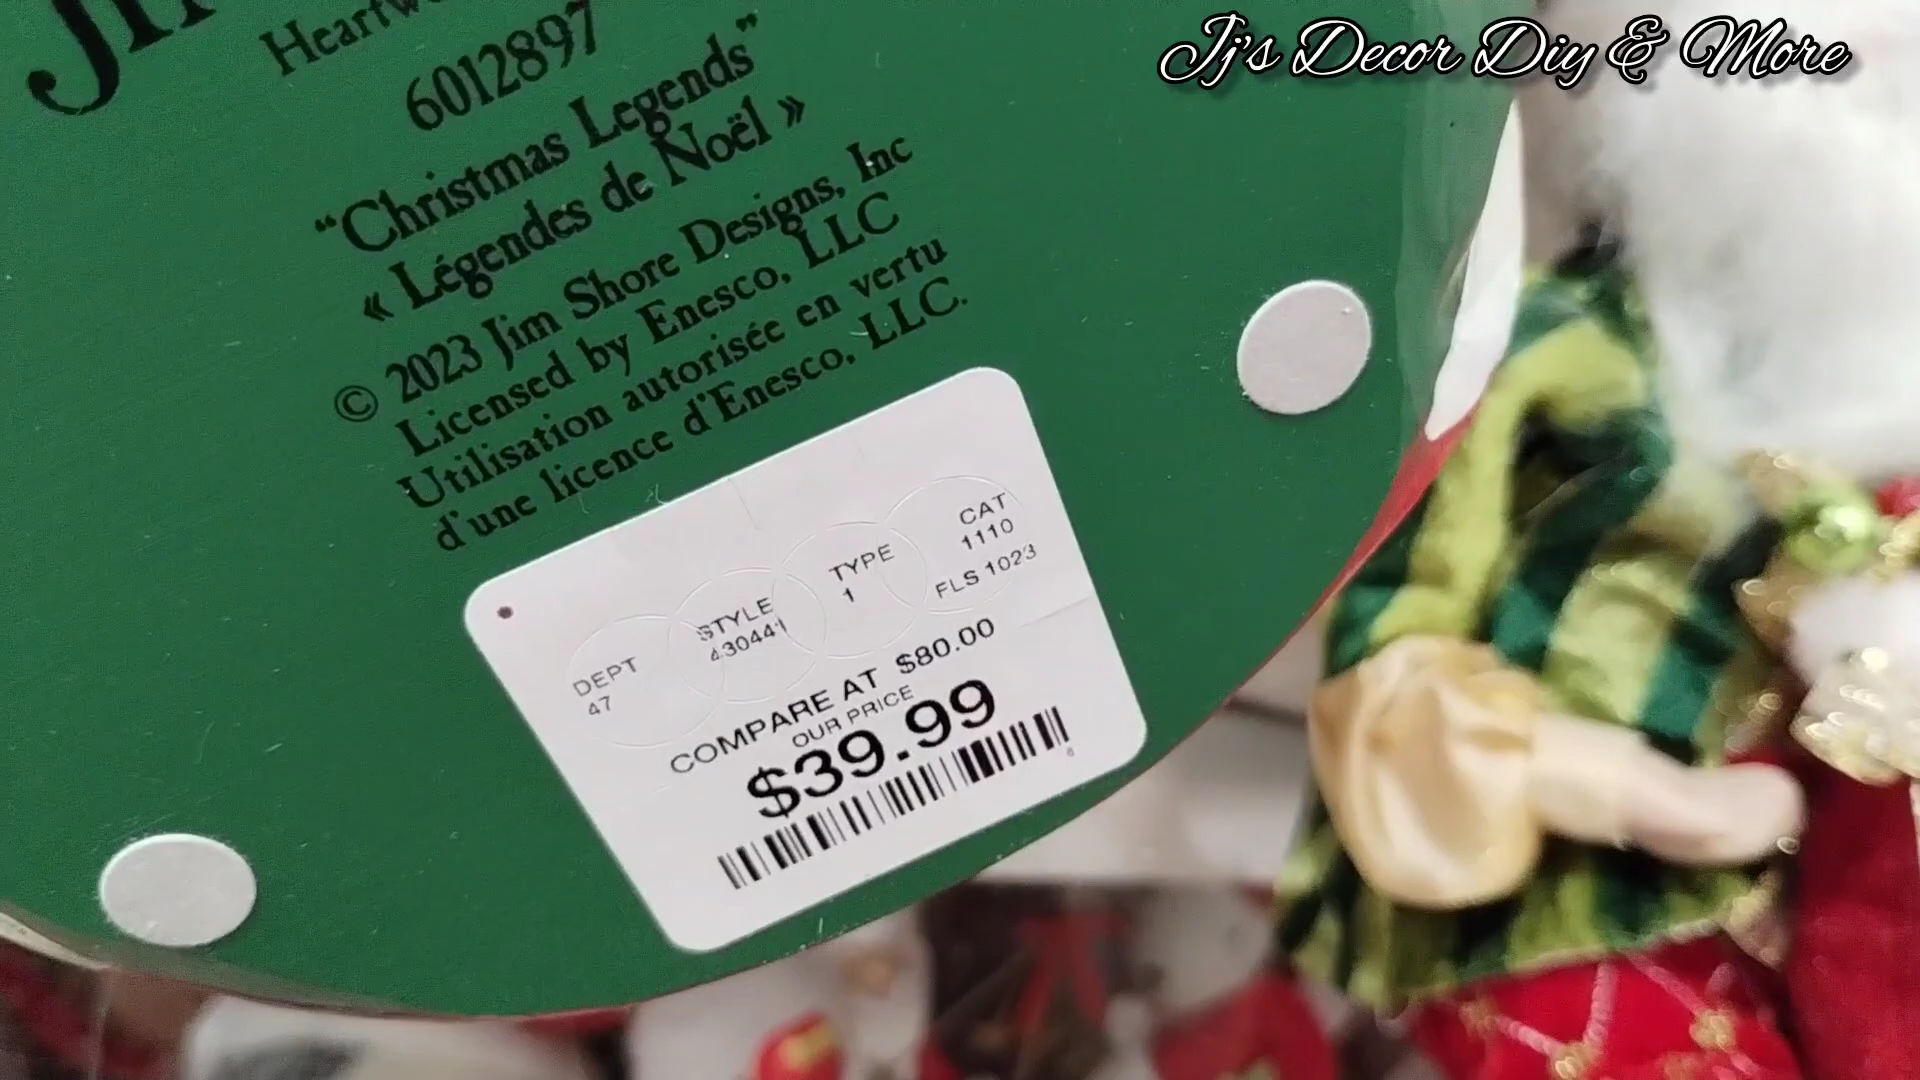 Jj's Decor Diy & More
6012897
"Christmas Legends"
« Légendes de Noël »
© 2023 Jim Shore Designs, Inc
Licensed by Enesco, LLC
Utilisation autorisée en vertu
d'une licence d'Enesco, LLC.
DEPT STYLE TYPE CAT
47 430441 1 1110
FLS 1023
COMPARE AT $80.00
OUR PRICE
$39.99